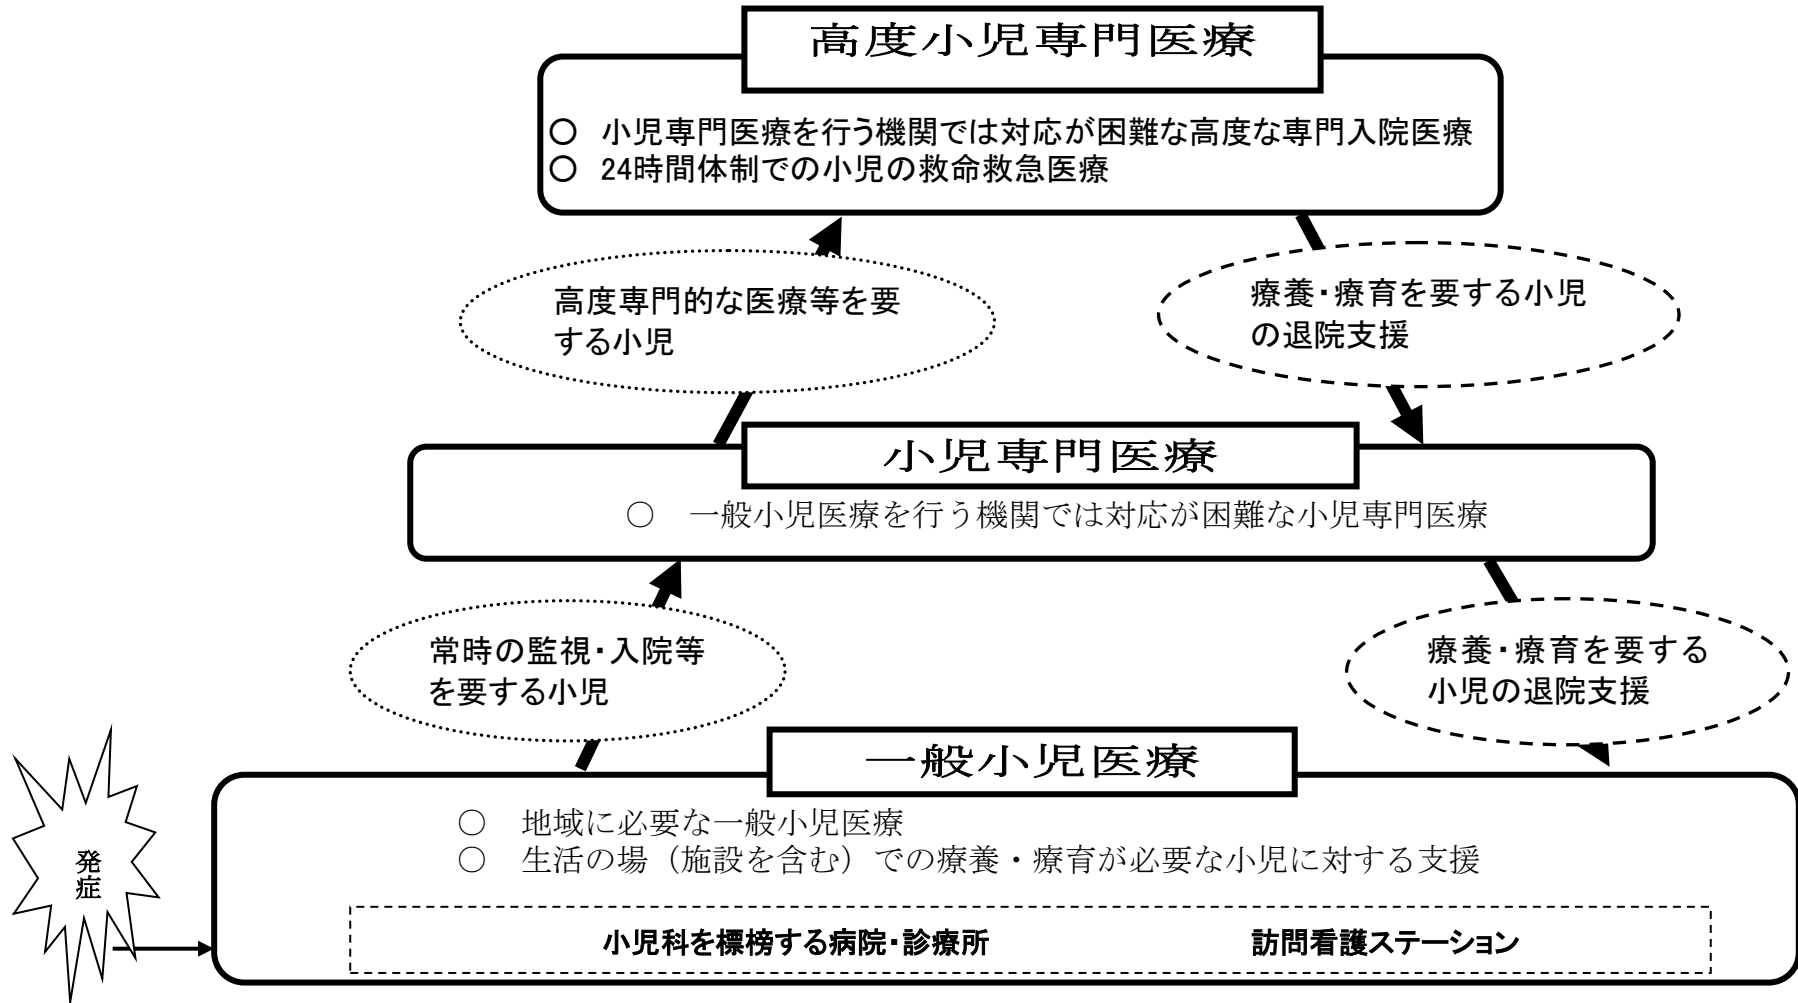 高度小児専門医療
○ 小児専門医療を行う機関では対応が困難な高度な専門入院医療
○ 24時間体制での小児の救命救急医療
高度専門的な医療等を要
する小児
療養・療育を要する小児
の退院支援
小児専門医療
○ 一般小児医療を行う機関では対応が困難な小児専門医療
常時の監視・入院等
を要する小児
療養・療育を要する
小児の退院支援
一般小児医療
○ 地域に必要な一般小児医療
○ 生活の場（施設を含む）での療養・療育が必要な小児に対する支援
発症
小児科を標榜する病院・診療所 訪問看護ステーション